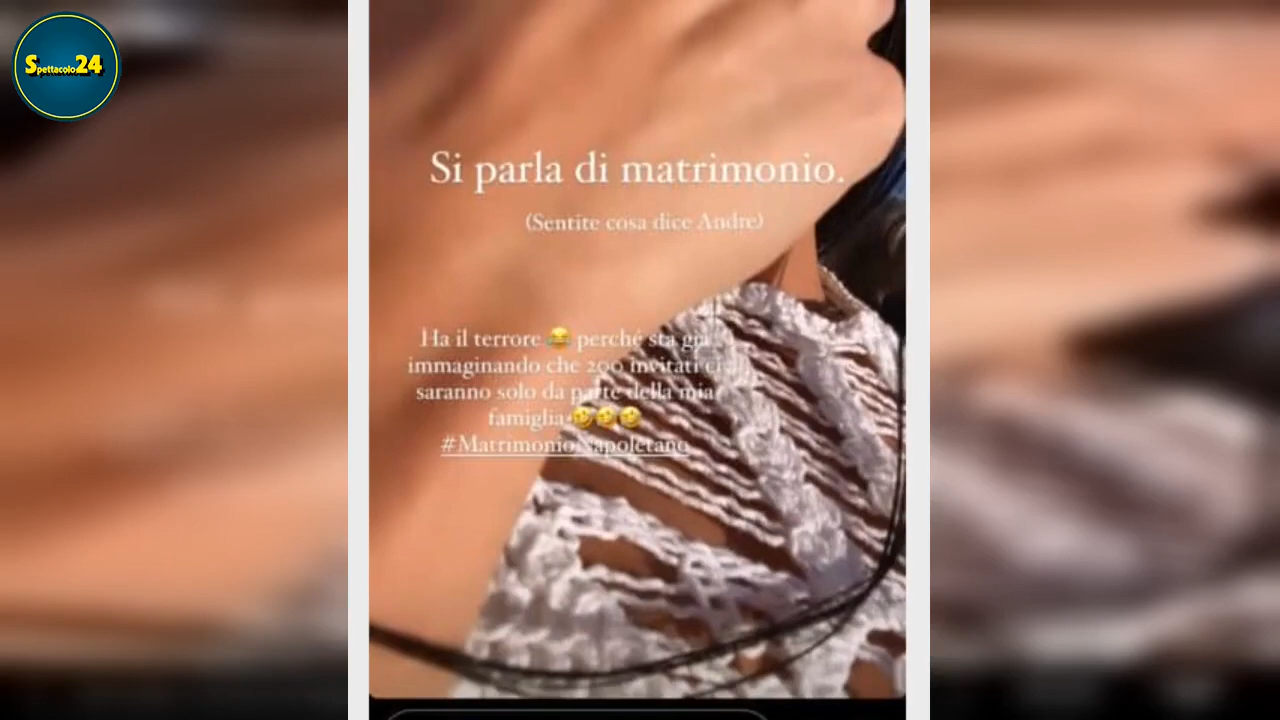 Spettacolo24
Si parla di matrimonio.
(Sentite cosa dice Andre)
Ha il terrore 😂 perché sta già
immaginando che 200 invitati ci
saranno solo da parte della mia
famiglia 🤣🤣🤣
#MatrimonioNapoletano